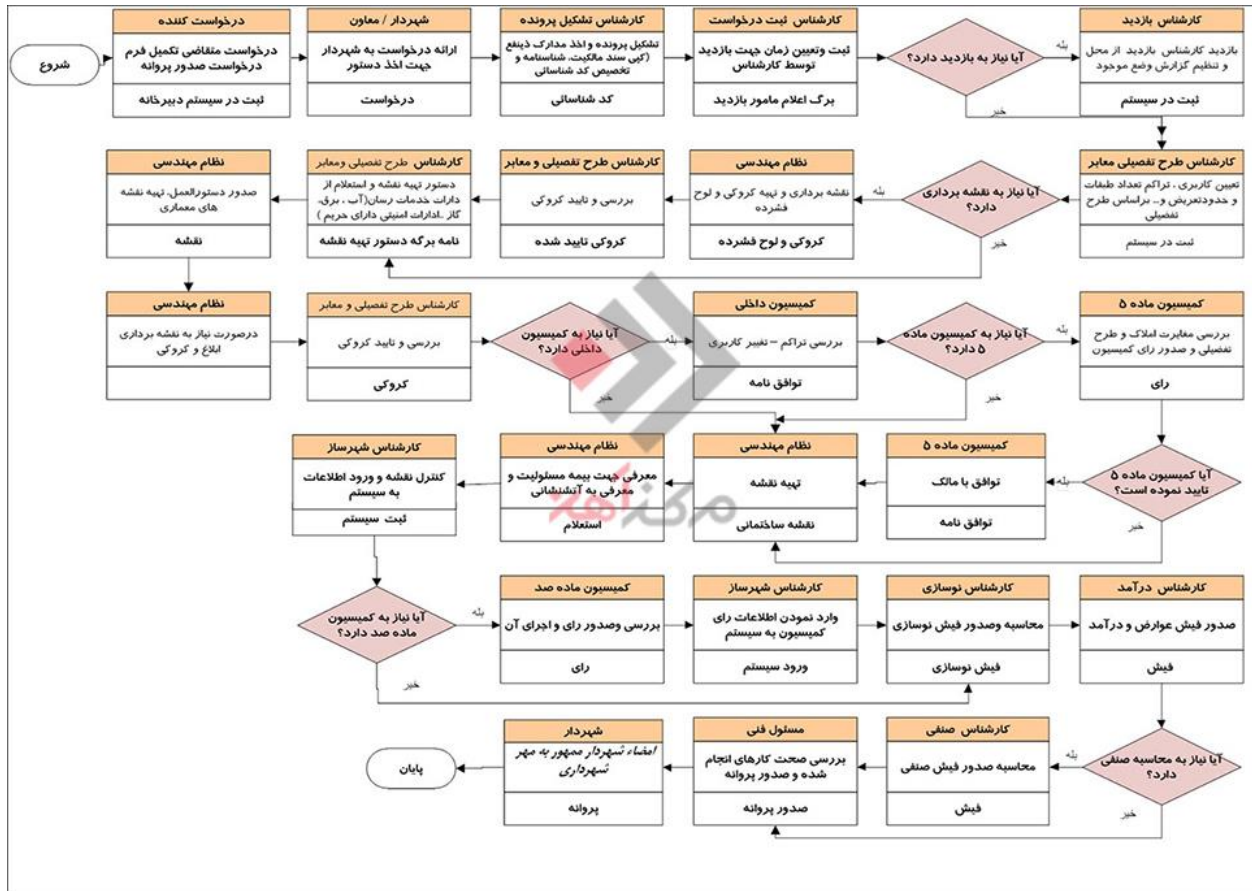 شروع
درخواست کننده
درخواست متقاضی تکمیل فرم
درخواست صدور پروانه
ثبت در سیستم دبیرخانه
شهردار / معاون
ارائه درخواست به شهردار
جهت اخذ دستور
درخواست
کارشناس تشکیل پرونده
تشکیل پرونده و اخذ مدارک ذینفع
(کپی سند مالکیت، شناسنامه و
تخصیص کد شناسائی
کد شناسائی
کارشناس ثبت درخواست
ثبت وتعیین زمان جهت بازدید
توسط کارشناس
برگ اعلام مامور بازدید
آیا نیاز به بازدید دارد؟
بله
خیر
کارشناس بازدید
بازدید کارشناس بازدید از محل
و تنظیم گزارش وضع موجود
ثبت در سیستم
کارشناس طرح تفصیلی معابر
تعیین کاربری ، تراکم تعداد طبقات
و حدودتعریض و... براساس طرح
تفصیلی
ثبت در سیستم
آیا نیاز به نقشه برداری
دارد؟
بله
خیر
نظام مهندسی
نقشه برداری و تهیه کروکی و لوح
فشرده
کروکی و لوح فشرده
کارشناس طرح تفصیلی و معابر
بررسی و تایید کروکی
کروکی تایید شده
کارشناس طرح تفصیلی ومعابر
دستور تهیه نقشه و استعلام از
دارات خدمات رسان(آب ، برق،
گاز ..ادارات امنیتی دارای حریم )
نامه برگه دستور تهیه نقشه
نظام مهندسی
صدور دستورالعمل، تهیه نقشه
های معماری
نقشه
نظام مهندسی
درصورت نیاز به نقشه برداری
ابلاغ و کروکی
کارشناس طرح تفصیلی و معابر
بررسی و تایید کروکی
کروکی
آیا نیاز به کمیسیون
داخلی دارد؟
بله
خیر
کمیسیون داخلی
بررسی تراکم – تغییر کاربری
توافق نامه
آیا نیاز به کمیسیون ماده
۵ دارد؟
بله
خیر
کمیسیون ماده ۵
بررسی مغایرت املاک و طرح
تفصیلی و صدور رای کمیسیون
رای
آیا کمیسیون ماده ۵
تایید نموده است؟
بله
خیر
کمیسیون ماده ۵
توافق با مالک
توافق نامه
نظام مهندسی
تهیه نقشه
نقشه ساختمانی
نظام مهندسی
معرفی جهت بیمه مسئولیت و
معرفی به آتشنشانی
استعلام
کارشناس شهرساز
کنترل نقشه و ورود اطلاعات
به سیستم
ثبت سیستم
مرکز آهن
آیا نیاز به کمیسیون
ماده صد دارد؟
بله
خیر
کمیسیون ماده صد
بررسی وصدور رای و اجرای آن
رای
کارشناس شهرساز
وارد نمودن اطلاعات رای
کمیسیون به سیستم
ورود سیستم
کارشناس نوسازی
محاسبه وصدور فیش نوسازی
فیش نوسازی
کارشناس درآمد
صدور فیش عوارض و درآمد
فیش
آیا نیاز به محاسبه صنفی
دارد؟
بله
خیر
کارشناس صنفی
محاسبه صدور فیش صنفی
فیش
مسئول فنی
بررسی صحت کارهای انجام
شده و صدور پروانه
صدور پروانه
شهردار
امضاء شهردار ممهور به مهر
شهرداری
پروانه
پایان